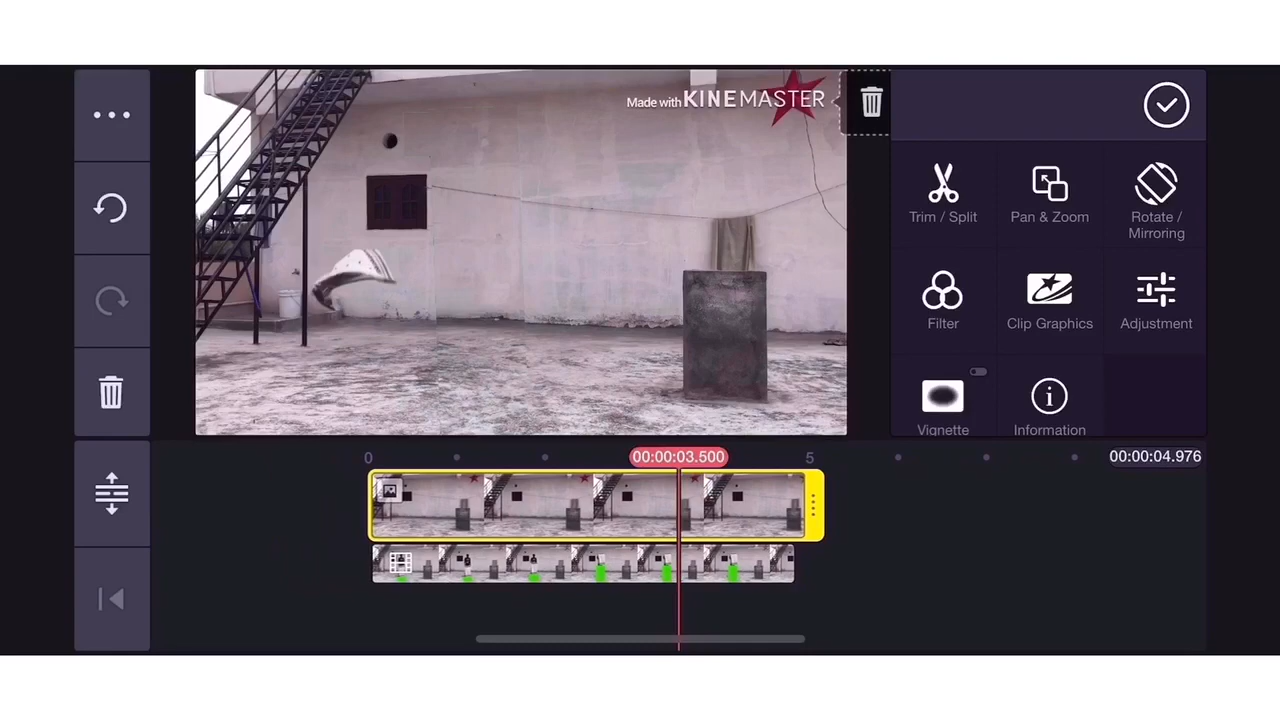 Made with KINEMASTER
Trim / Split
Pan & Zoom
Rotate /
Mirroring
Filter
Clip Graphics
Adjustment
Vignette
Information
0
00:00:03.500
5
00:00:04.976